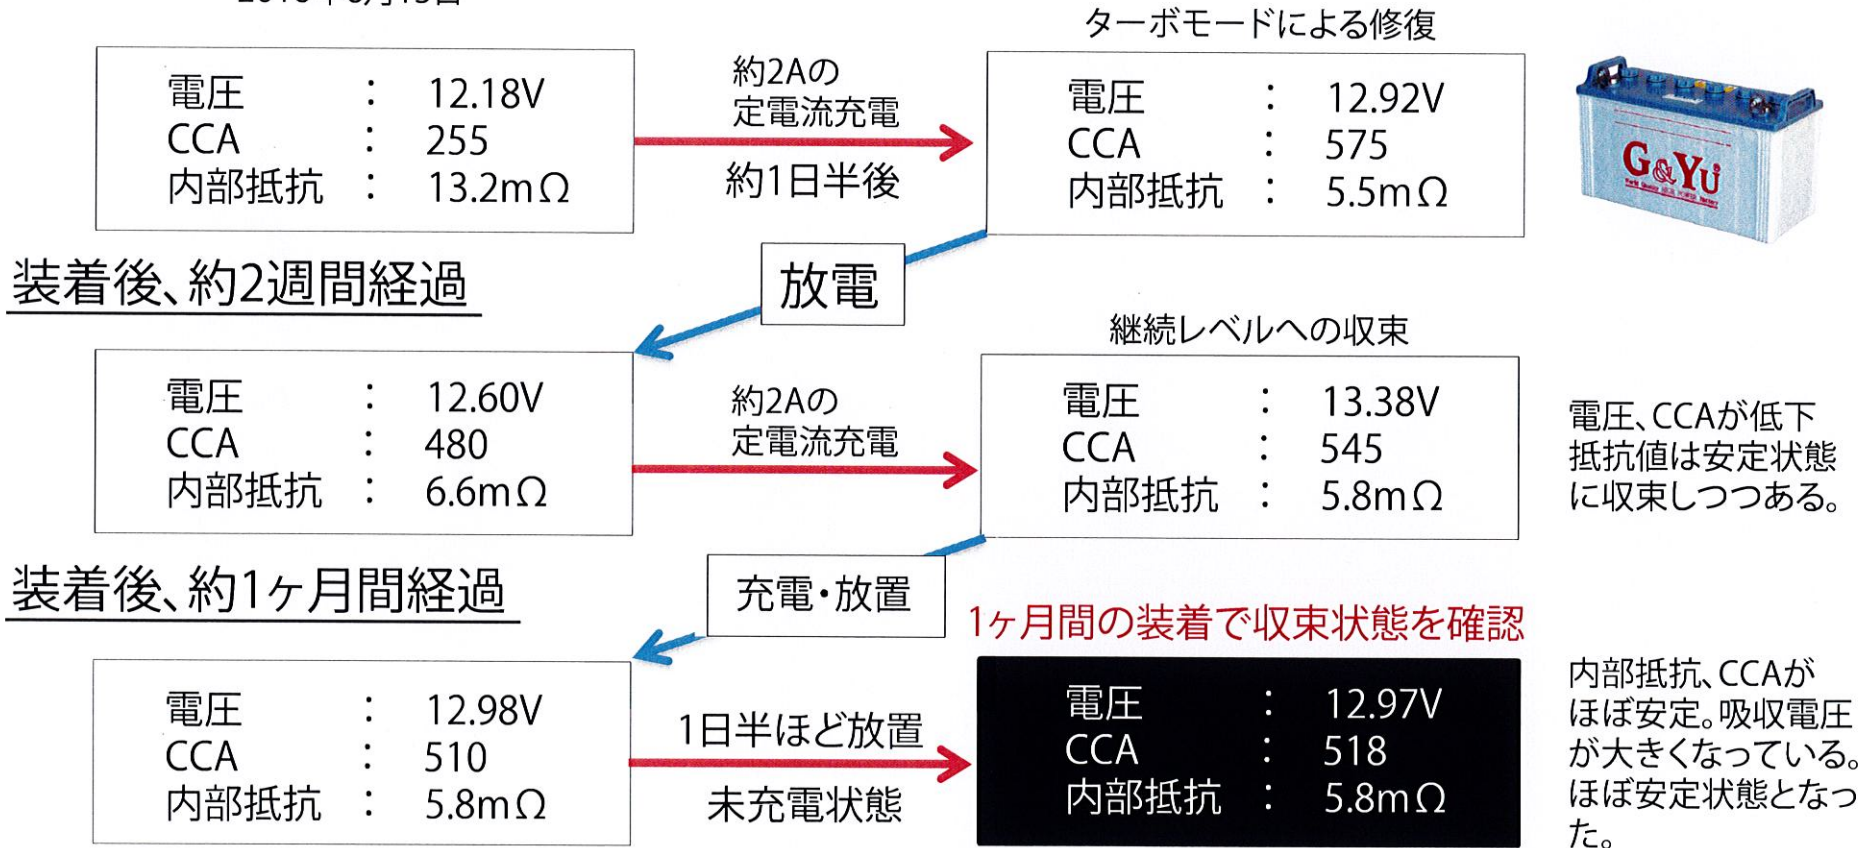 ターボモードによる修復
電圧 : 12.18V
CCA : 255
内部抵抗 : 13.2mΩ
約2Aの
定電流充電
約1日半後
電圧 : 12.92V
CCA : 575
内部抵抗 : 5.5mΩ
G&Yu
装着後、約2週間経過
放電
継続レベルへの収束
電圧 : 12.60V
CCA : 480
内部抵抗 : 6.6mΩ
約2Aの
定電流充電
電圧 : 13.38V
CCA : 545
内部抵抗 : 5.8mΩ
電圧、CCAが低下
抵抗値は安定状態
に収束しつつある。
装着後、約1ヶ月間経過
充電・放置
1ヶ月間の装着で収束状態を確認
電圧 : 12.98V
CCA : 510
内部抵抗 : 5.8mΩ
1日半ほど放置
未充電状態
電圧 : 12.97V
CCA : 518
内部抵抗 : 5.8mΩ
内部抵抗、CCAが
ほぼ安定。吸収電圧
が大きくなっている。
ほぼ安定状態となっ
た。